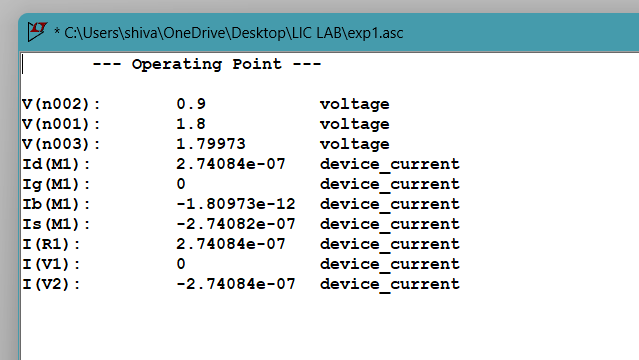 * C:\Users\shiva\OneDrive\Desktop\LIC LAB\exp1.asc
--- Operating Point ---
V(n002): 0.9 voltage
V(n001): 1.8 voltage
V(n003): 1.79973 voltage
Id(M1): 2.74084e-07 device_current
Ig(M1): 0 device_current
Ib(M1): -1.80973e-12 device_current
Is(M1): -2.74082e-07 device_current
I(R1): 2.74084e-07 device_current
I(V1): 0 device_current
I(V2): -2.74084e-07 device_current